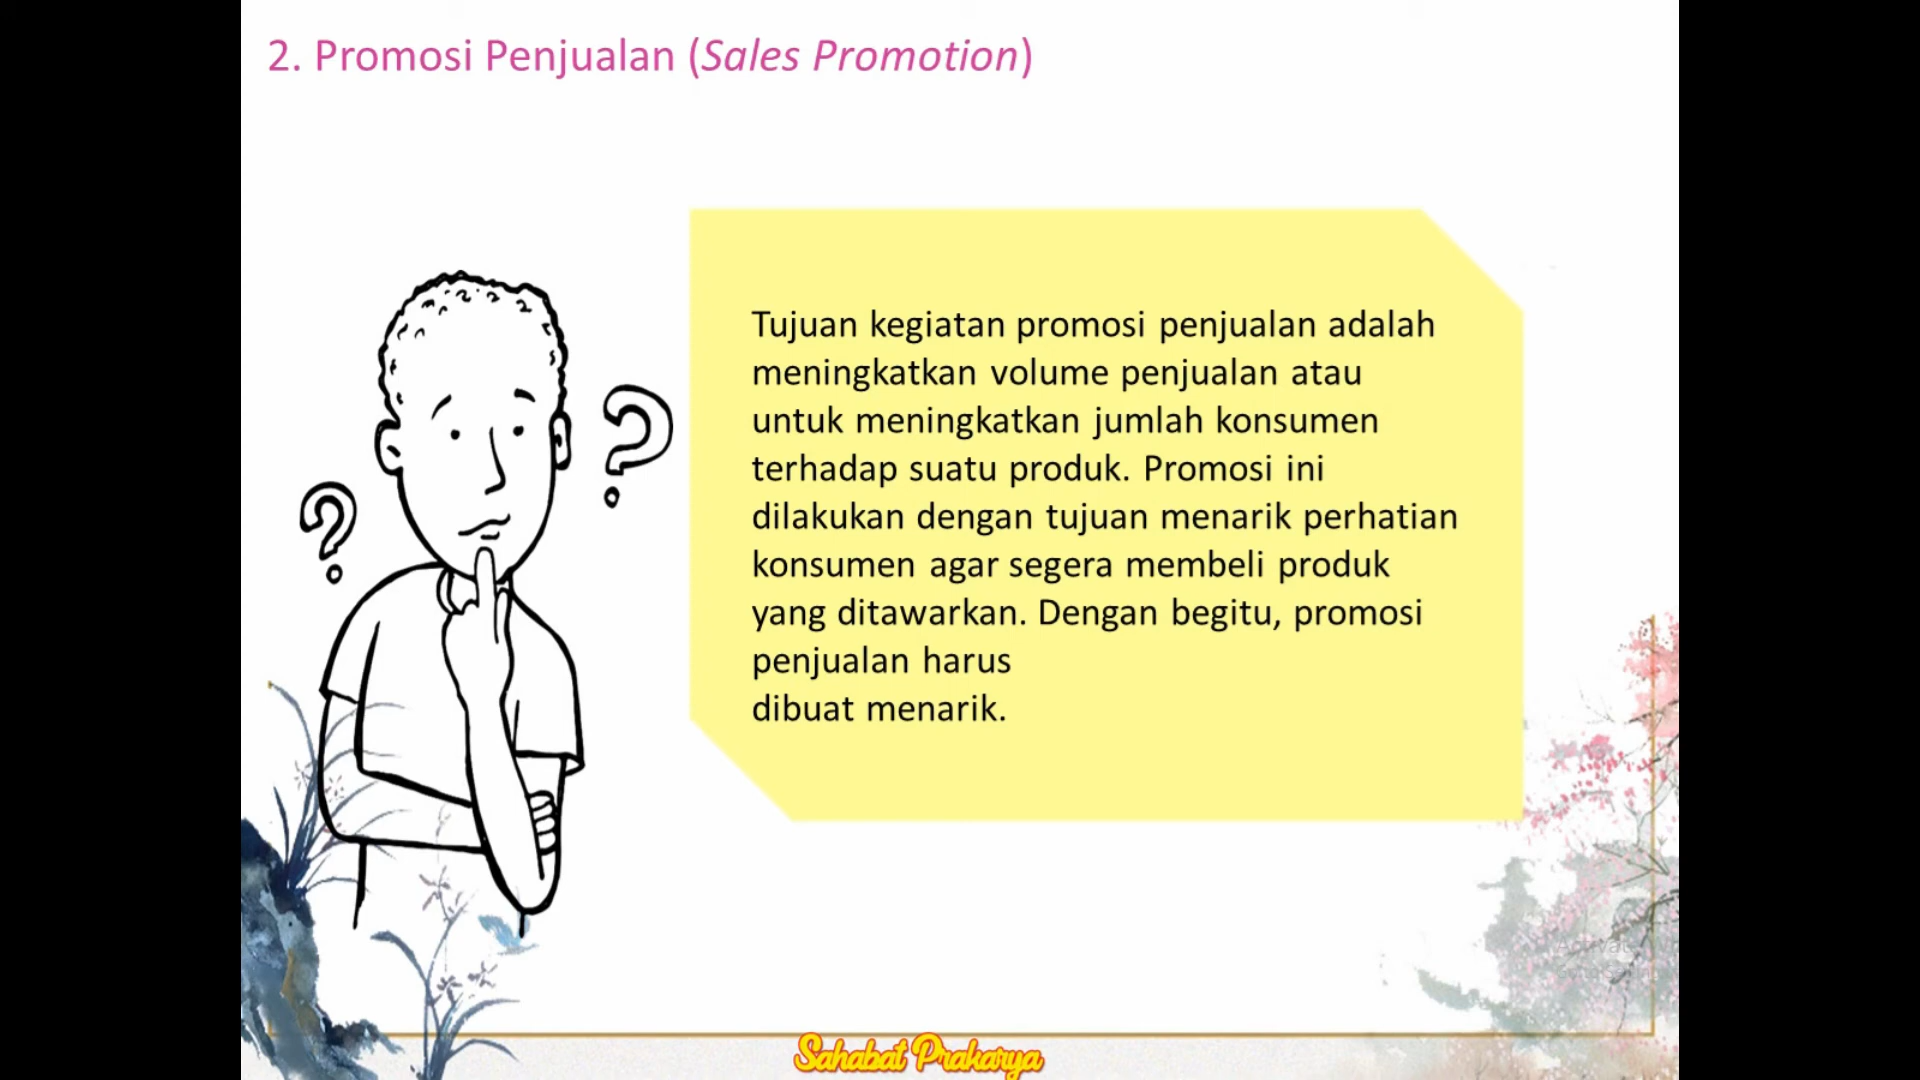 2. Promosi Penjualan (Sales Promotion)
Tujuan kegiatan promosi penjualan adalah
meningkatkan volume penjualan atau
untuk meningkatkan jumlah konsumen
terhadap suatu produk. Promosi ini
dilakukan dengan tujuan menarik perhatian
konsumen agar segera membeli produk
yang ditawarkan. Dengan begitu, promosi
penjualan harus
dibuat menarik.
?
?
Sahabat Prakarya